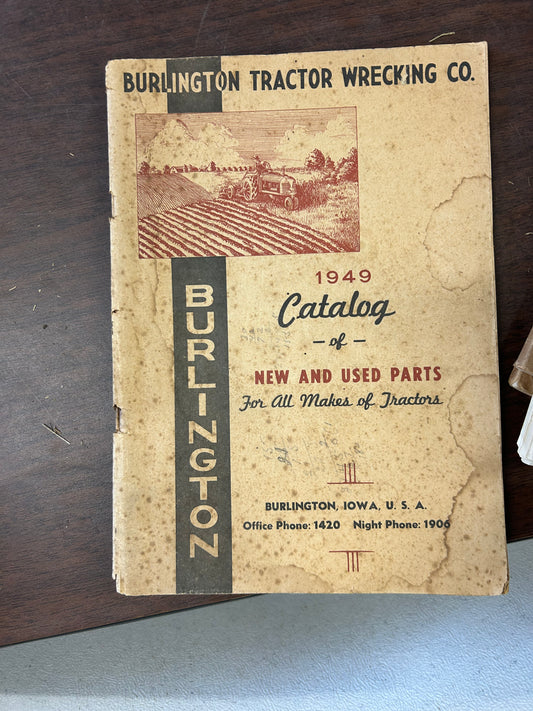 BURLINGTON TRACTOR WRECKING CO.
BURLINGTON
1949
Catalog
- of -
NEW AND USED PARTS
For All Makes of Tractors
BURLINGTON, IOWA, U. S. A.
Office Phone: 1420 Night Phone: 1906